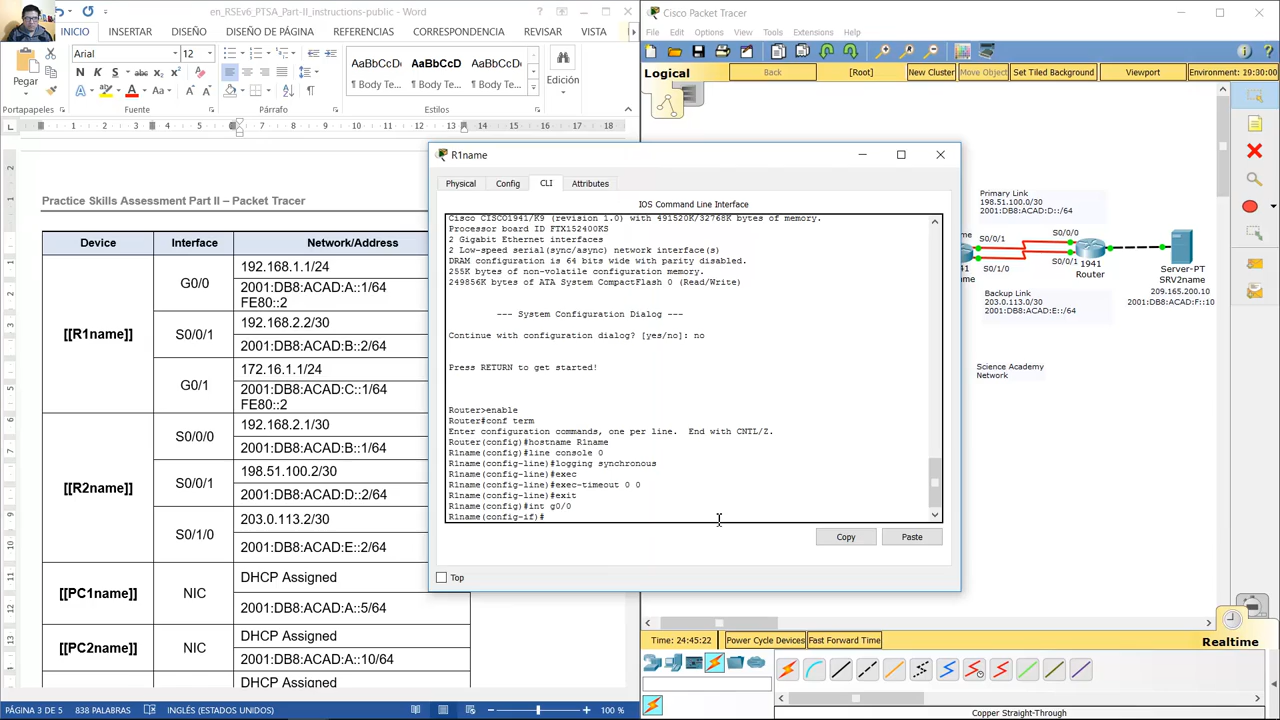 en_RSEv6_PTSA_Part-II_instructions-public - Word
INICIO
INSERTAR
DISEÑO
DISEÑO DE PÁGINA
REFERENCIAS
CORRESPONDENCIA
REVISAR
VISTA
Pegar
Arial
12
N K S
AaBbCcD AaBbCcD AaBbCcD
¶ Body Te... ¶ Body Te... ¶ Body Te...
Edición
Portapapeles
Fuente
Párrafo
Estilos
Practice Skills Assessment Part II – Packet Tracer
Device
Interface
Network/Address
[[R1name]]
G0/0
192.168.1.1/24
2001:DB8:ACAD:A::1/64
FE80::2
S0/0/1
192.168.2.2/30
2001:DB8:ACAD:B::2/64
G0/1
172.16.1.1/24
2001:DB8:ACAD:C::1/64
FE80::2
[[R2name]]
S0/0/0
192.168.2.1/30
2001:DB8:ACAD:B::1/64
S0/0/1
198.51.100.2/30
2001:DB8:ACAD:D::2/64
S0/1/0
203.0.113.2/30
2001:DB8:ACAD:E::2/64
[[PC1name]]
NIC
DHCP Assigned
2001:DB8:ACAD:A::5/64
[[PC2name]]
NIC
DHCP Assigned
2001:DB8:ACAD:A::10/64
DHCP Assigned
PÁGINA 3 DE 5
838 PALABRAS
INGLÉS (ESTADOS UNIDOS)
100 %
R1name
Physical
Config
CLI
Attributes
IOS Command Line Interface
Cisco CISCO1941/K9 (revision 1.0) with 491520K/32768K bytes of memory.
Processor board ID FTX152400KS
2 Gigabit Ethernet interfaces
2 Low-speed serial(sync/async) network interface(s)
DRAM configuration is 64 bits wide with parity disabled.
255K bytes of non-volatile configuration memory.
249856K bytes of ATA System CompactFlash 0 (Read/Write)
--- System Configuration Dialog ---
Continue with configuration dialog? [yes/no]: no
Press RETURN to get started!
Router>enable
Router#conf term
Enter configuration commands, one per line.  End with CNTL/Z.
Router(config)#hostname R1name
R1name(config)#line console 0
R1name(config-line)#logging synchronous
R1name(config-line)#exec
R1name(config-line)#exec-timeout 0 0
R1name(config-line)#exit
R1name(config)#int g0/0
R1name(config-if)#
Copy
Paste
Top
Cisco Packet Tracer
File Edit Options View Tools Extensions Help
Logical
Back
[Root]
New Cluster
Move Object
Set Tiled Background
Viewport
Environment: 19:30:00
Primary Link
198.51.100.0/30
2001:DB8:ACAD:D::/64
S0/0/1
S0/0/0
S0/1/0
S0/0/1
1941
Router
Server-PT
SRV2name
209.165.200.10
2001:DB8:ACAD:F::10
Backup Link
203.0.113.0/30
2001:DB8:ACAD:E::/64
Science Academy
Network
Time: 24:45:22
Power Cycle Devices
Fast Forward Time
Realtime
Copper Straight-Through